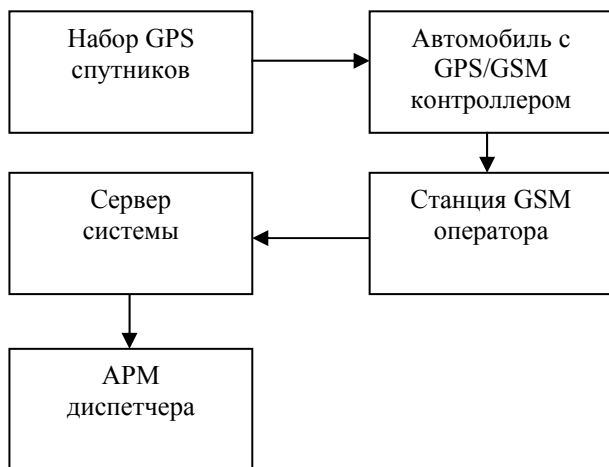 Набор GPS
спутников
Автомобиль с
GPS/GSM
контроллером
Сервер
системы
Станция GSM
оператора
АРМ
диспетчера